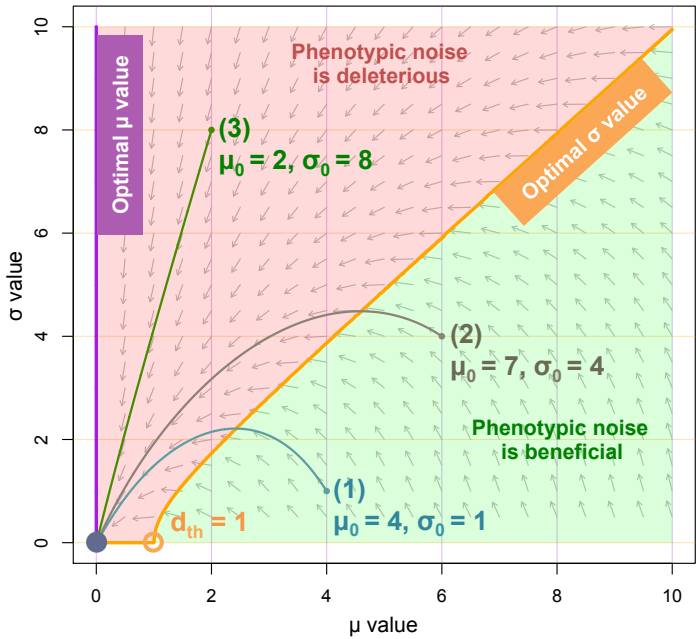 Phenotypic noise
is deleterious
Optimal μ value
Optimal σ value
(3)
μ0 = 2, σ0 = 8
(2)
μ0 = 7, σ0 = 4
Phenotypic noise
is beneficial
(1)
μ0 = 4, σ0 = 1
dth = 1
σ value
10
8
6
4
2
0
0 2 4 6 8 10
μ value